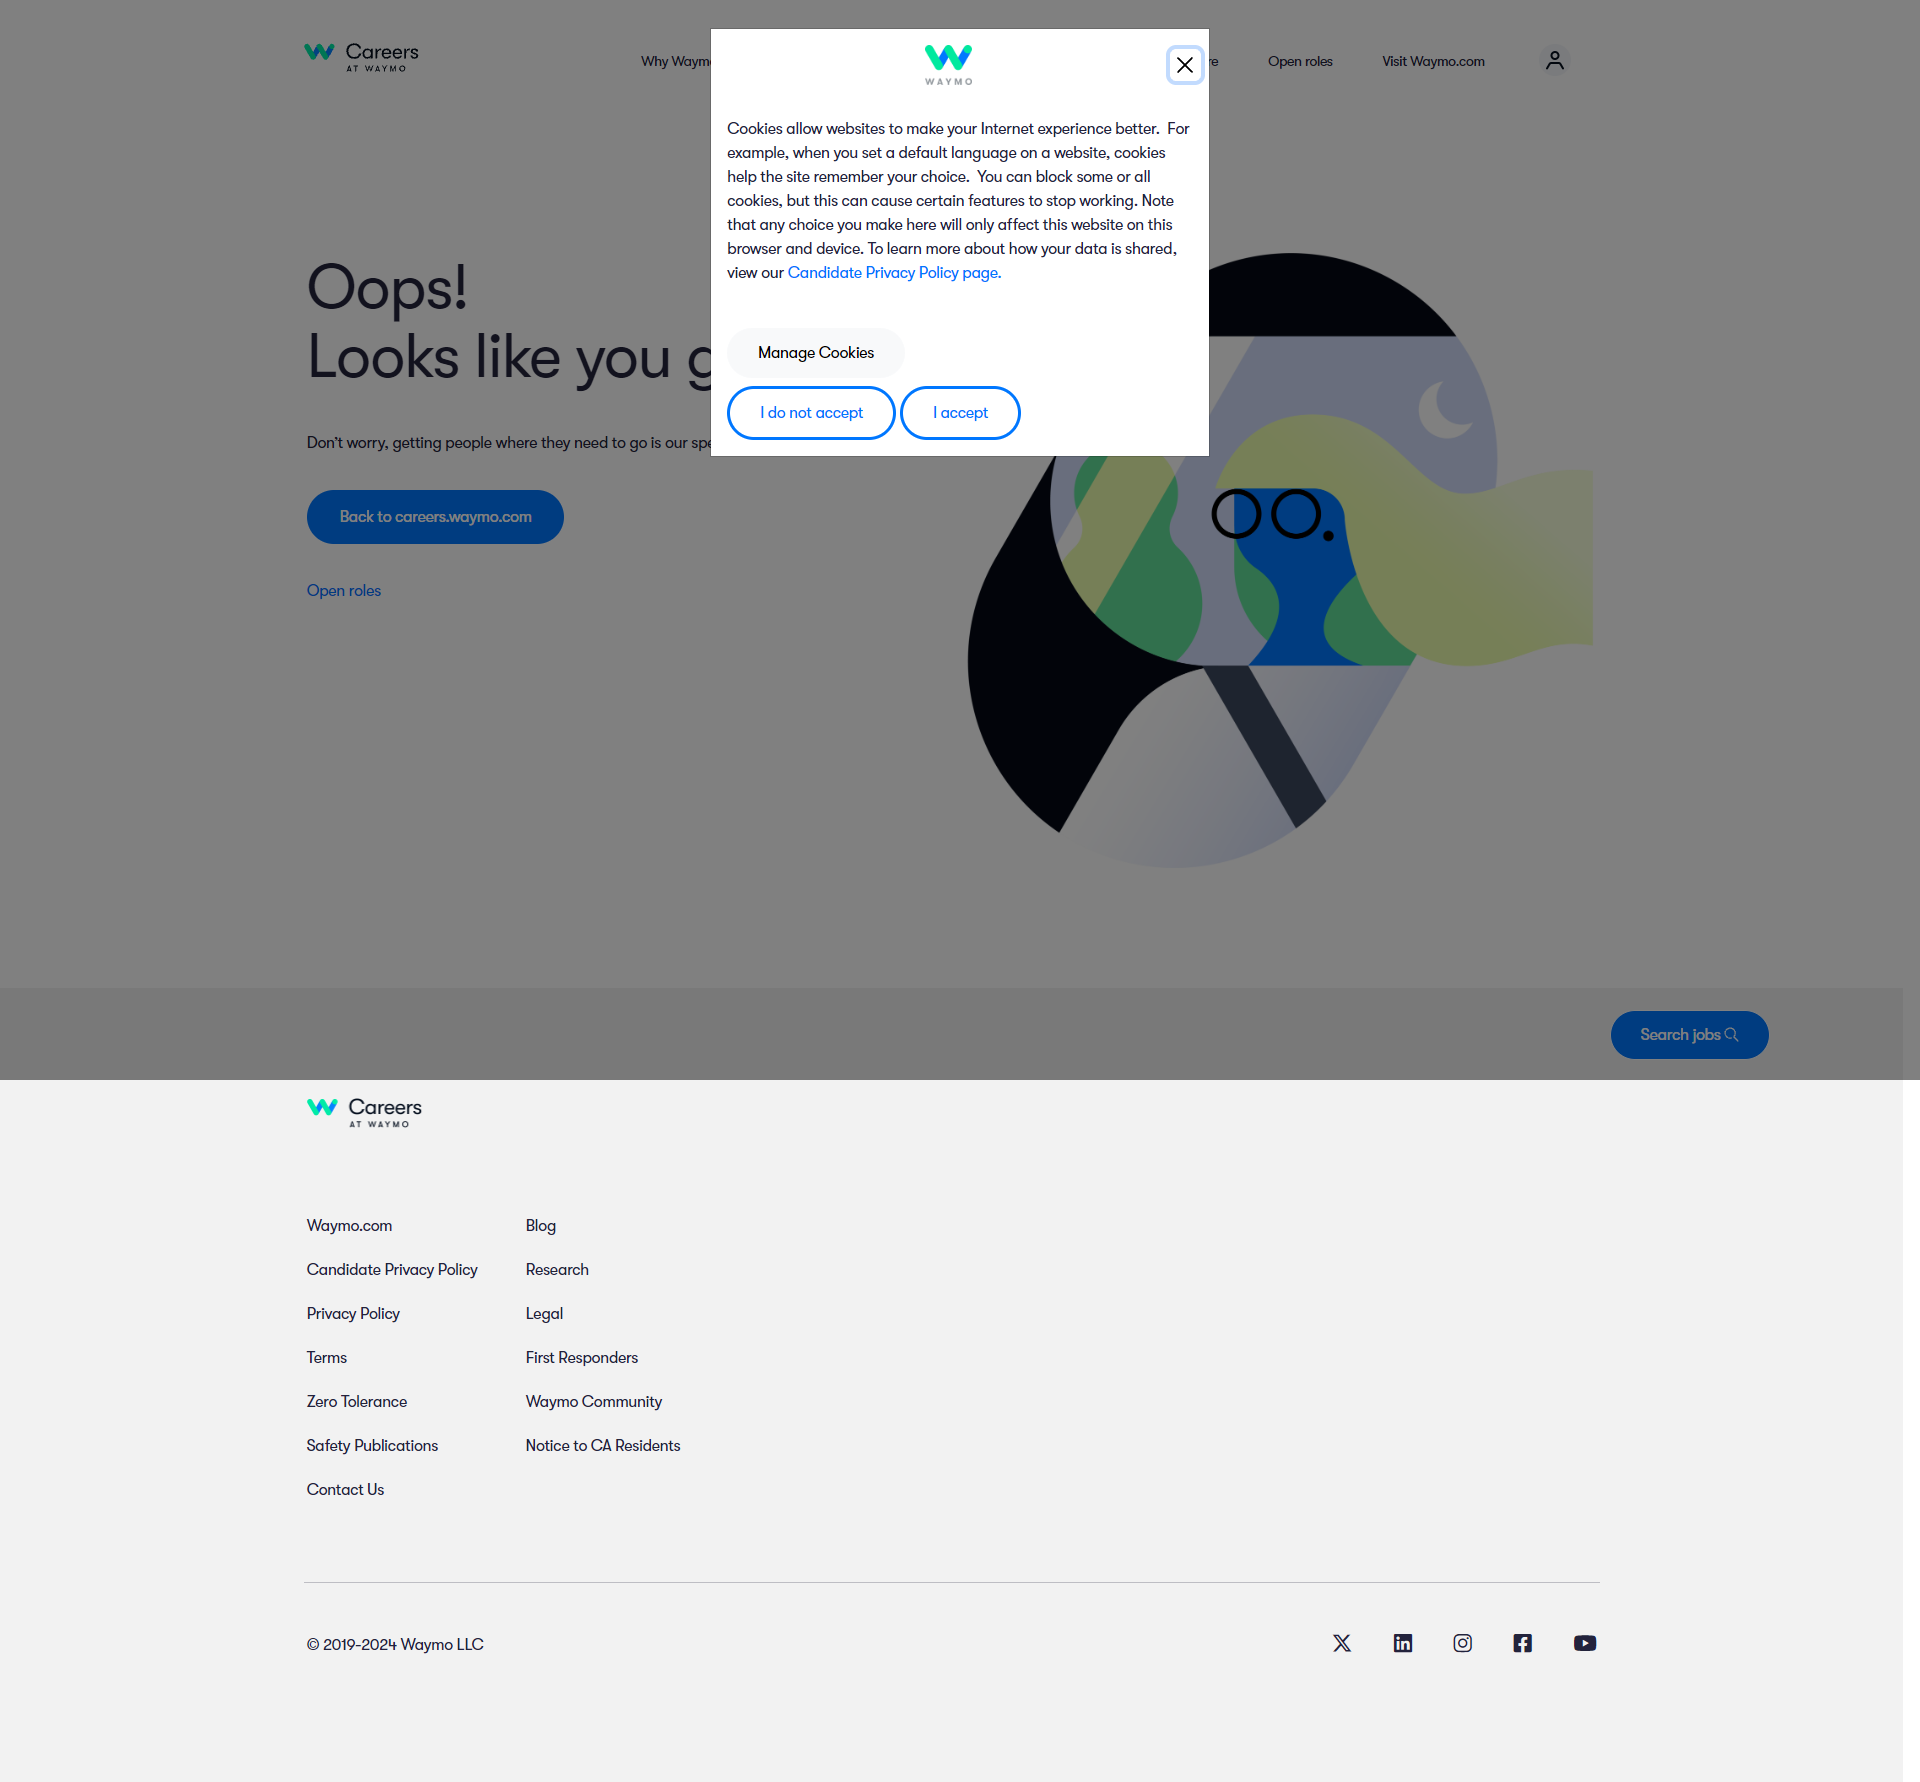 Careers
AT WAYMO
Why
Open roles
Visit Waymo.com
WAYMO
Cookies allow websites to make your Internet experience better.  For
example, when you set a default language on a website, cookies
help the site remember your choice.  You can block some or all
cookies, but this can cause certain features to stop working. Note
that any choice you make here will only affect this website on this
browser and device. To learn more about how your data is shared,
view our Candidate Privacy Policy page.
Manage Cookies
I do not accept
I accept
Oops!
Looks like you
Don't worry, getting people where they need to go is our
Back to careers.waymo.com
Open roles
Search jobs
Careers
AT WAYMO
Waymo.com
Candidate Privacy Policy
Privacy Policy
Terms
Zero Tolerance
Safety Publications
Contact Us
Blog
Research
Legal
First Responders
Waymo Community
Notice to CA Residents
© 2019-2024 Waymo LLC